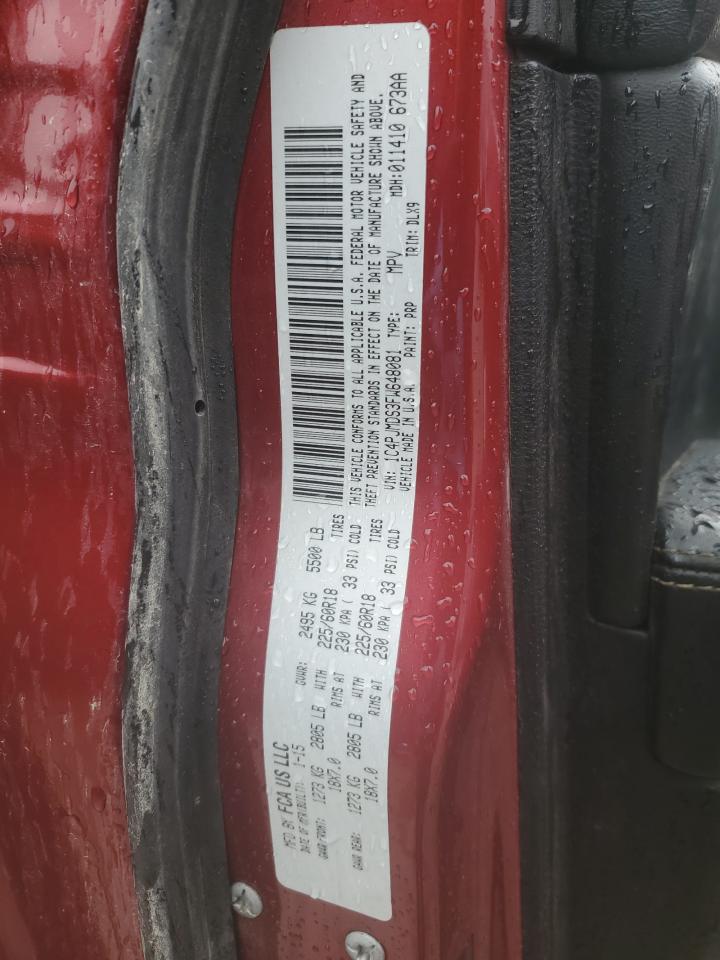 MFD BY FCA US LLC
DATE OF MFR(BUILT): 1-15 GVWR: 2495 KG 5500 LB
GAWR FRONT: 1273 KG 2805 LB WITH 225/60R18 TIRES
18X7.0 RIMS AT 230 KPA ( 33 PSI) COLD
GAWR REAR: 1273 KG 2805 LB WITH 225/60R18 TIRES
18X7.0 RIMS AT 230 KPA ( 33 PSI) COLD
THIS VEHICLE CONFORMS TO ALL APPLICABLE U.S.A. FEDERAL MOTOR VEHICLE SAFETY AND
THEFT PREVENTION STANDARDS IN EFFECT ON THE DATE OF MANUFACTURE SHOWN ABOVE.
VIN: 1C4PJMDS3FW648081 TYPE: MPV MDH:011410 673AA
VEHICLE MADE IN U.S.A. PAINT: PRP TRIM: DLX9